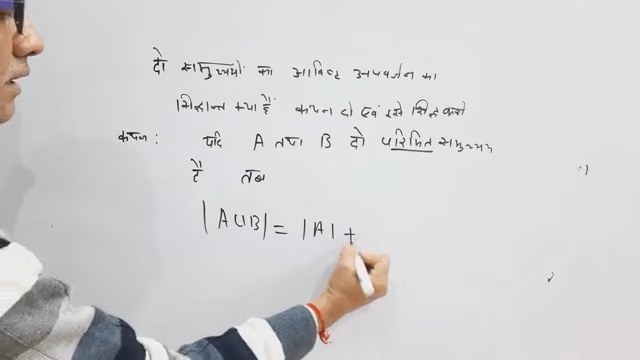 दो समुच्चयों का आविष्ट अपवर्जन का
सिद्धान्त क्या है कथन दो एवं इसे सिद्ध करो
कथन: यदि A तथा B दो परिमित समुच्चय
है तब
|A∪B| = |A| +